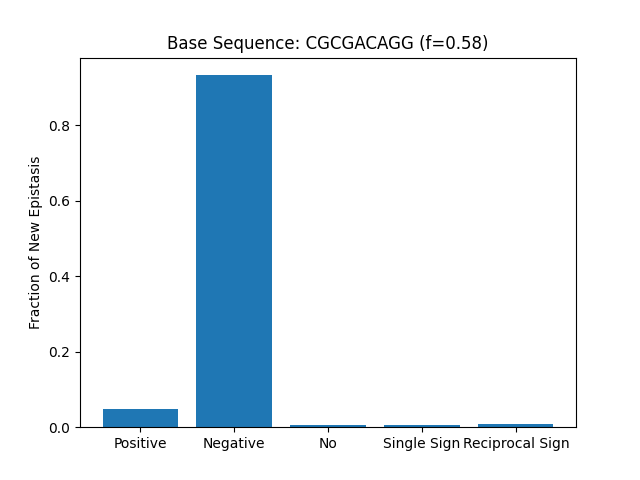 Base Sequence: CGCGACAGG (f=0.58)
Fraction of New Epistasis
0.8
0.6
0.4
0.2
0.0
Positive Negative No Single Sign Reciprocal Sign